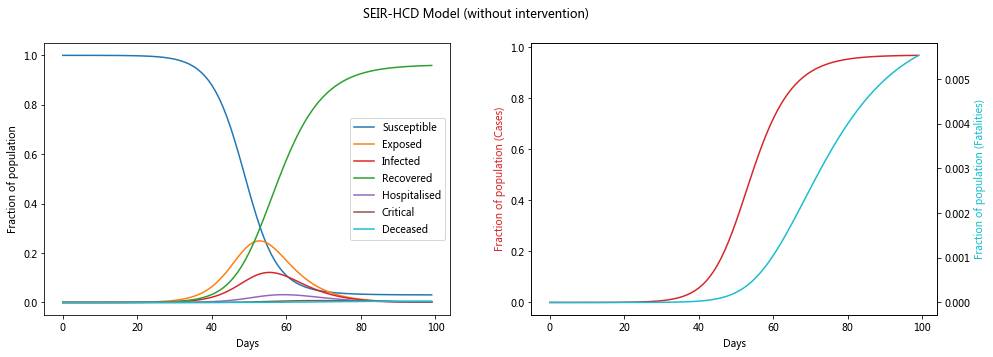 SEIR-HCD Model (without intervention)
Fraction of population
1.0
0.8
0.6
0.4
0.2
0.0
0
20
40
60
80
100
Days
Susceptible
Exposed
Infected
Recovered
Hospitalised
Critical
Deceased
Fraction of population (Cases)
1.0
0.8
0.6
0.4
0.2
0.0
0
20
40
60
80
100
Days
0.005
0.004
0.003
0.002
0.001
0.000
Fraction of population (Fatalities)